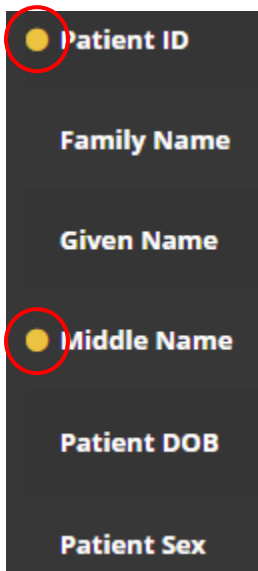 Patient ID
Family Name
Given Name
Middle Name
Patient DOB
Patient Sex